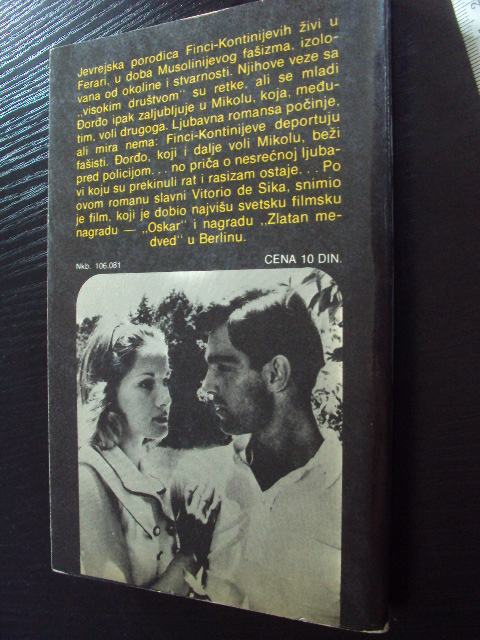 Jevrejska porodica Finci-Kontinijevih živi u
Ferari, u doba Musolinijevog fašizma, izolo-
vana od okoline i stvarnosti. Njihove veze sa
„visokim društvom" su retke, ali se mladi
Đorđo ipak zaljubljuje u Mikolu, koja, među-
tim, voli drugoga. Ljubavna romansa počinje,
ali mira nema: Finci-Kontinijeve deportuju
fašisti. Đorđo, koji i dalje voli Mikolu, beži
pred policijom... no priča o nesrećnoj ljuba-
vi koju su prekinuli rat i rasizam ostaje... Po
ovom romanu slavni Vitorio de Sika, snimio
je film, koji je dobio najvišu svetsku filmsku
nagradu — „Oskar" i nagradu „Zlatan me-
dved" u Berlinu.
Nkb. 106.081
CENA 10 DIN.